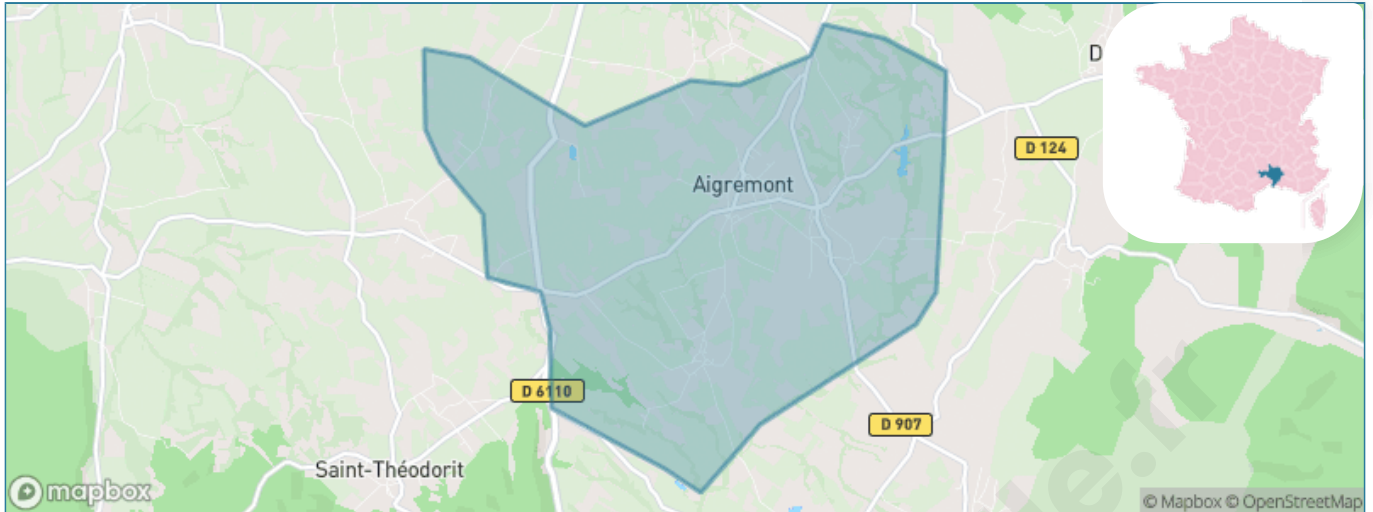 D
D 124
Aigremont
D 6110
D 907
Saint-Théodorit
mapbox
© Mapbox © OpenStreetMap